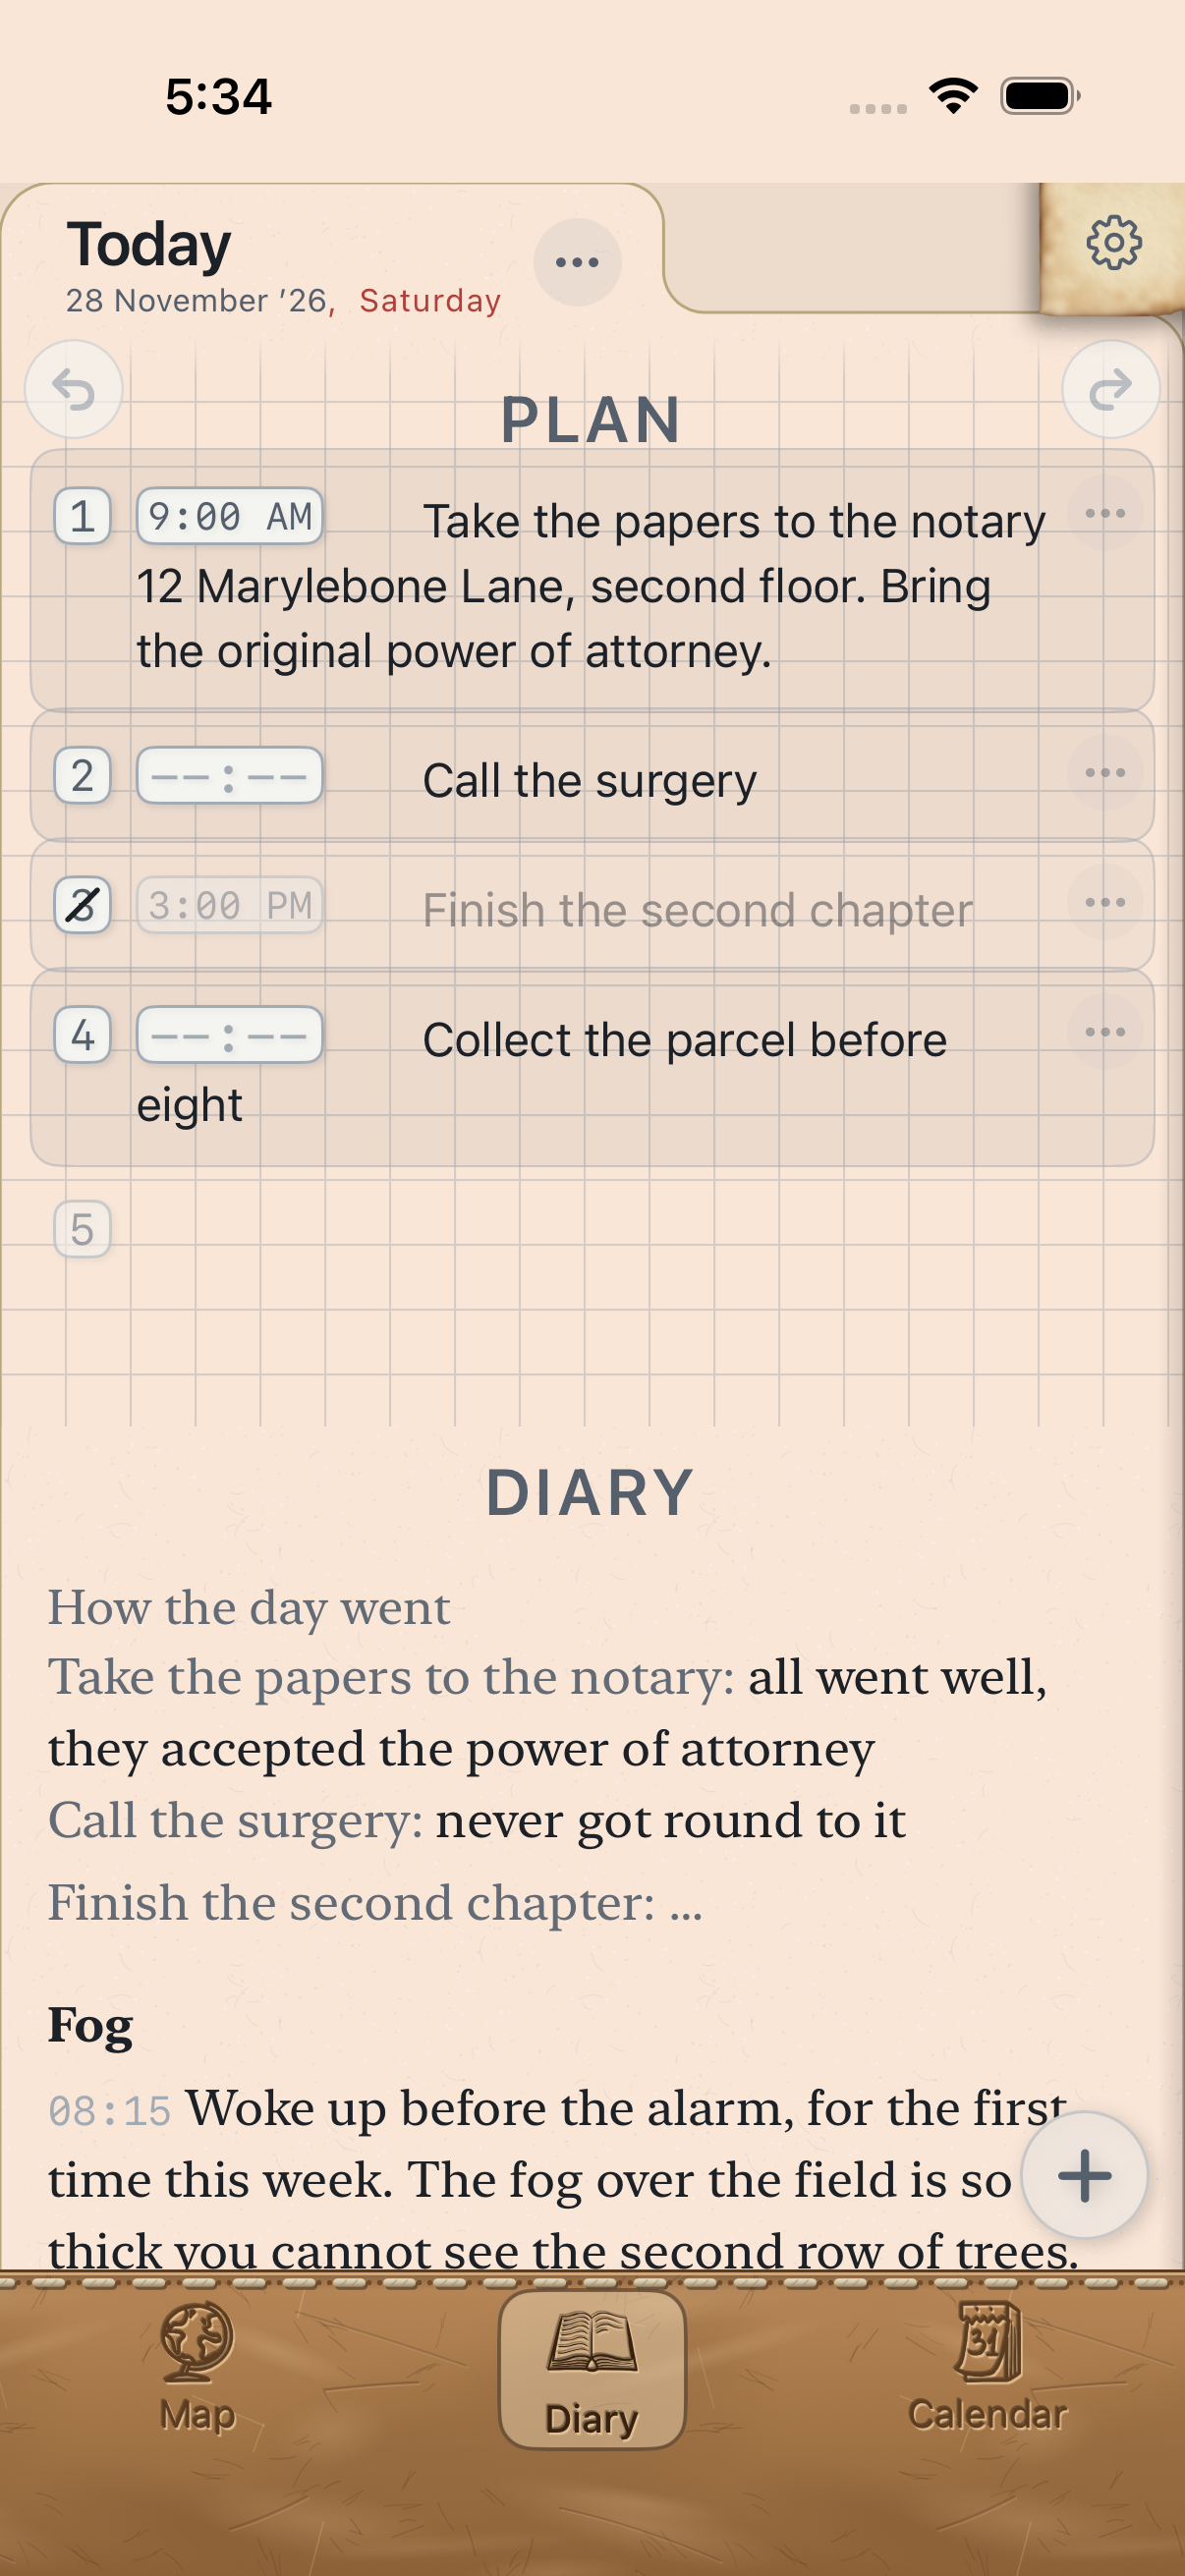 5:34
Today
28 November ’26, Saturday
PLAN
1 9:00 AM Take the papers to the notary
12 Marylebone Lane, second floor. Bring
the original power of attorney.
2 --:-- Call the surgery
3 3:00 PM Finish the second chapter
4 --:-- Collect the parcel before
eight
5
DIARY
How the day went
Take the papers to the notary: all went well,
they accepted the power of attorney
Call the surgery: never got round to it
Finish the second chapter: ...
Fog
08:15 Woke up before the alarm, for the first
time this week. The fog over the field is so
thick you cannot see the second row of trees.
31
Map
Diary
Calendar